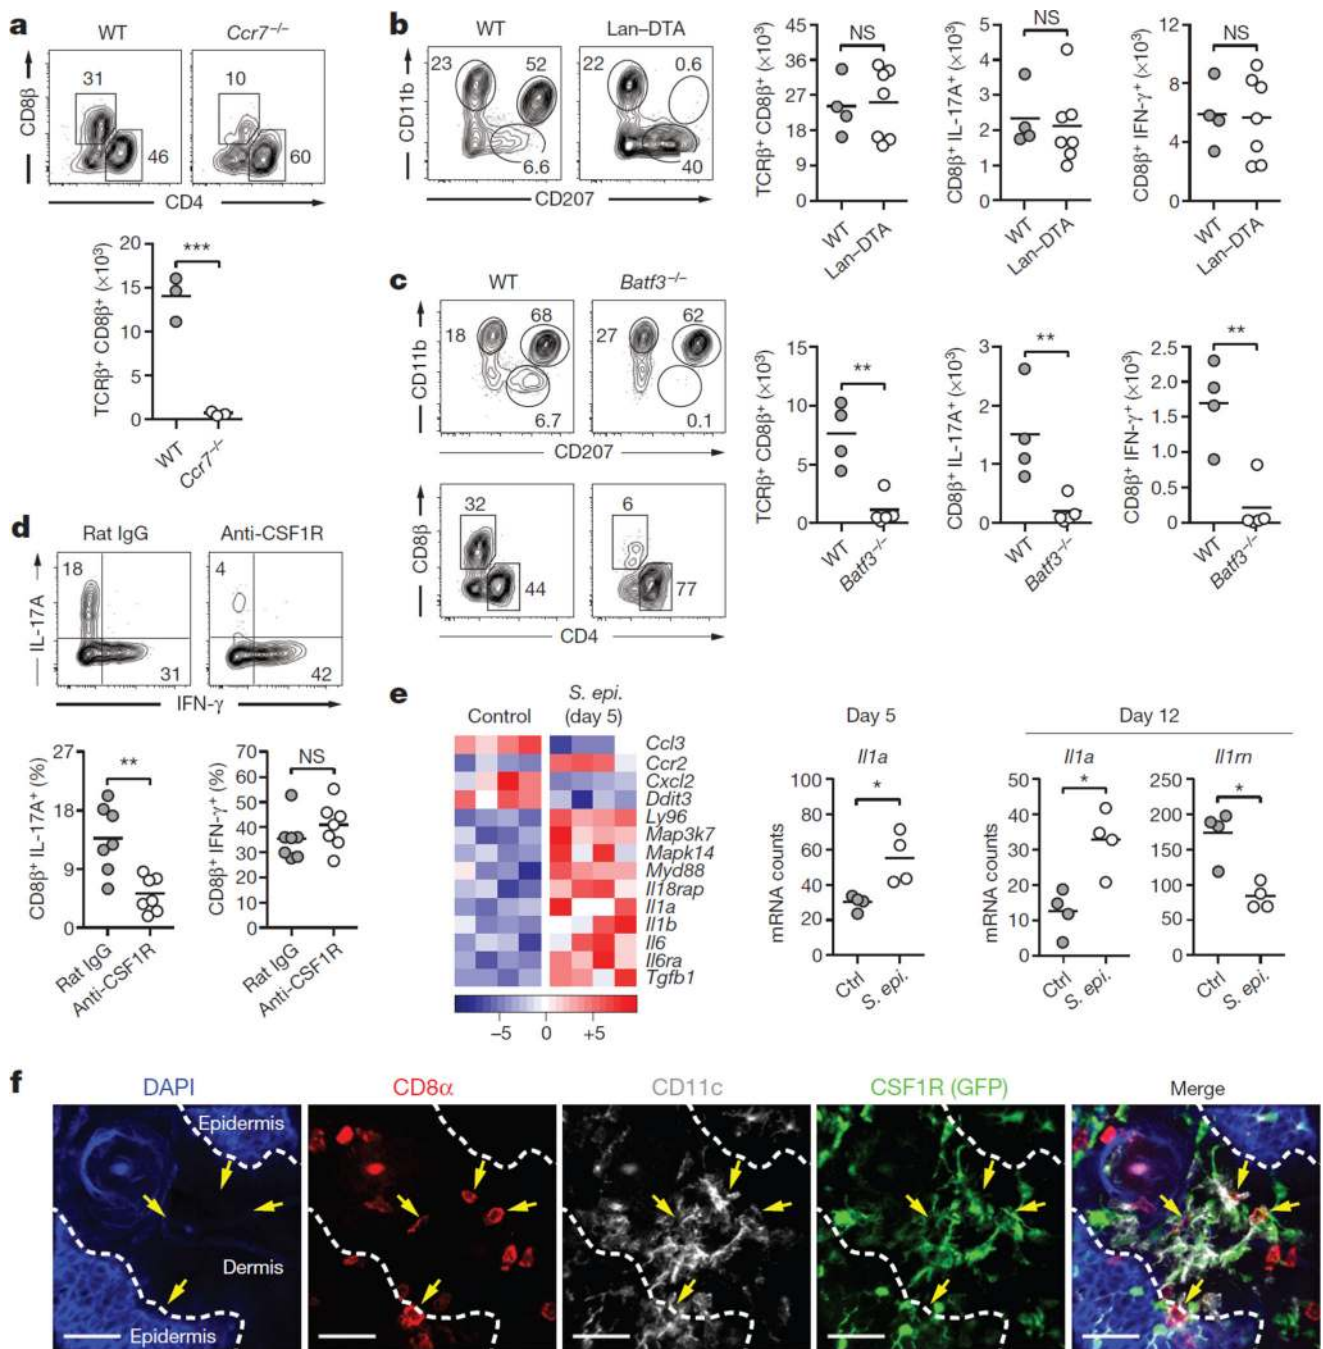 a
WT
Ccr7⁻/⁻
CD8β
31
46
10
60
CD4
TCRβ⁺ CD8β⁺ (×10³)
20
15
10
5
0
***
WT
Ccr7⁻/⁻
b
WT
Lan–DTA
CD11b
23
52
6.6
22
0.6
40
CD207
TCRβ⁺ CD8β⁺ (×10³)
45
36
27
18
9
0
NS
WT
Lan–DTA
CD8β⁺ IL-17A⁺ (×10³)
5
4
3
2
1
0
NS
WT
Lan–DTA
CD8β⁺ IFN-γ⁺ (×10³)
12
9
6
3
0
NS
WT
Lan–DTA
c
WT
Batf3⁻/⁻
CD11b
18
68
6.7
27
62
0.1
CD207
CD8β
32
44
6
77
CD4
TCRβ⁺ CD8β⁺ (×10³)
15
10
5
0
**
WT
Batf3⁻/⁻
CD8β⁺ IL-17A⁺ (×10³)
3
2
1
0
**
WT
Batf3⁻/⁻
CD8β⁺ IFN-γ⁺ (×10³)
2.5
2.0
1.5
1.0
0.5
0
**
WT
Batf3⁻/⁻
d
Rat IgG
Anti-CSF1R
IL-17A
18
31
4
42
IFN-γ
CD8β⁺ IL-17A⁺ (%)
27
18
9
0
**
Rat IgG
Anti-CSF1R
CD8β⁺ IFN-γ⁺ (%)
70
60
50
40
30
20
10
0
NS
Rat IgG
Anti-CSF1R
e
Control
S. epi.
(day 5)
Ccl3
Ccr2
Cxcl2
Ddit3
Ly96
Map3k7
Mapk14
Myd88
Il18rap
Il1a
Il1b
Il6
Il6ra
Tgfb1
−5 0 +5
Day 5
Il1a
mRNA counts
100
80
60
40
20
0
*
Ctrl
S. epi.
Day 12
Il1a
mRNA counts
50
40
30
20
10
0
*
Ctrl
S. epi.
Il1rn
250
200
150
100
50
0
*
Ctrl
S. epi.
f
DAPI
CD8α
CD11c
CSF1R (GFP)
Merge
Epidermis
Dermis
Epidermis